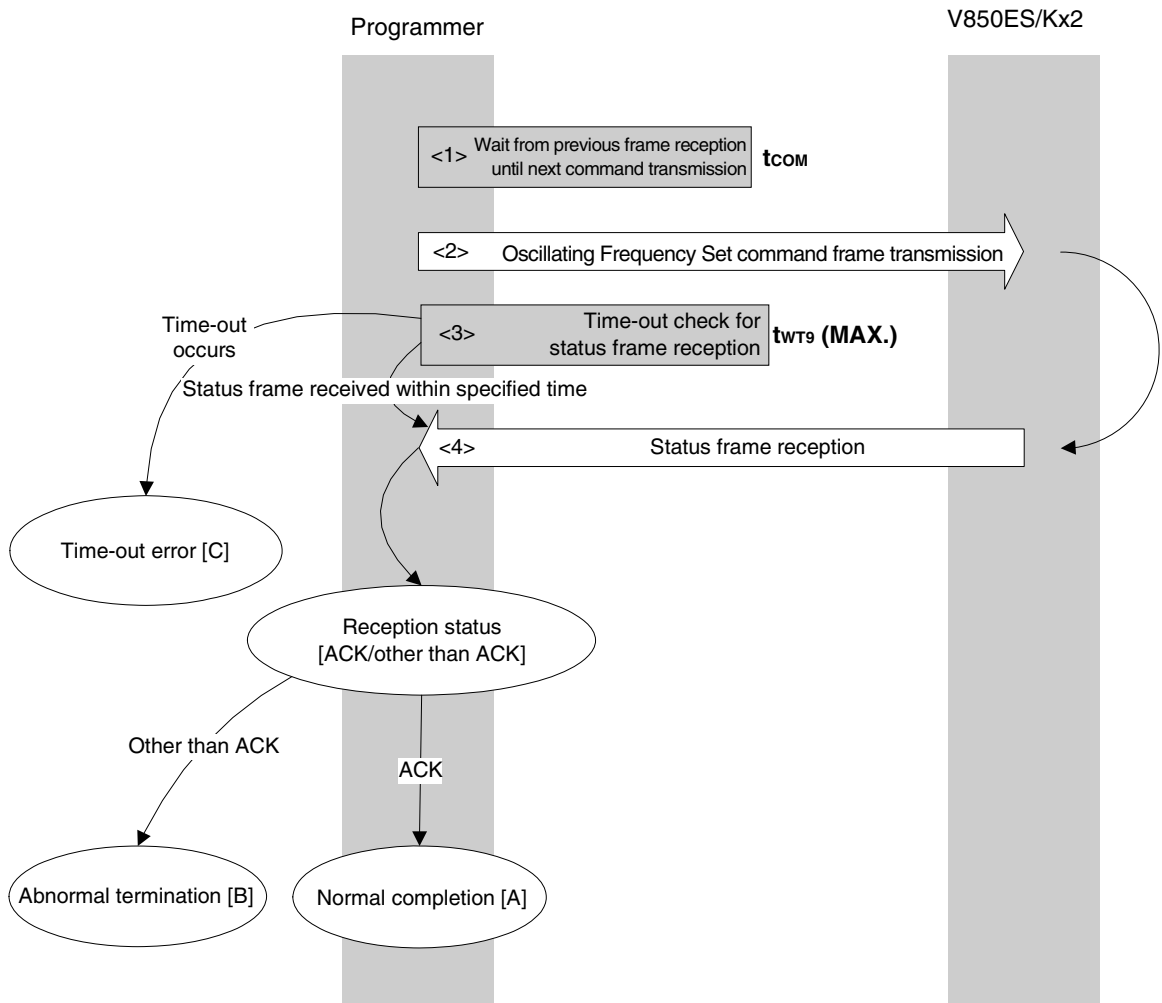 Programmer
V850ES/Kx2
<1> Wait from previous frame reception
until next command transmission
tCOM
<2> Oscillating Frequency Set command frame transmission
<3> Time-out check for
status frame reception
tWT9 (MAX.)
Time-out
occurs
Status frame received within specified time
<4> Status frame reception
Time-out error [C]
Reception status
[ACK/other than ACK]
Other than ACK
ACK
Abnormal termination [B]
Normal completion [A]